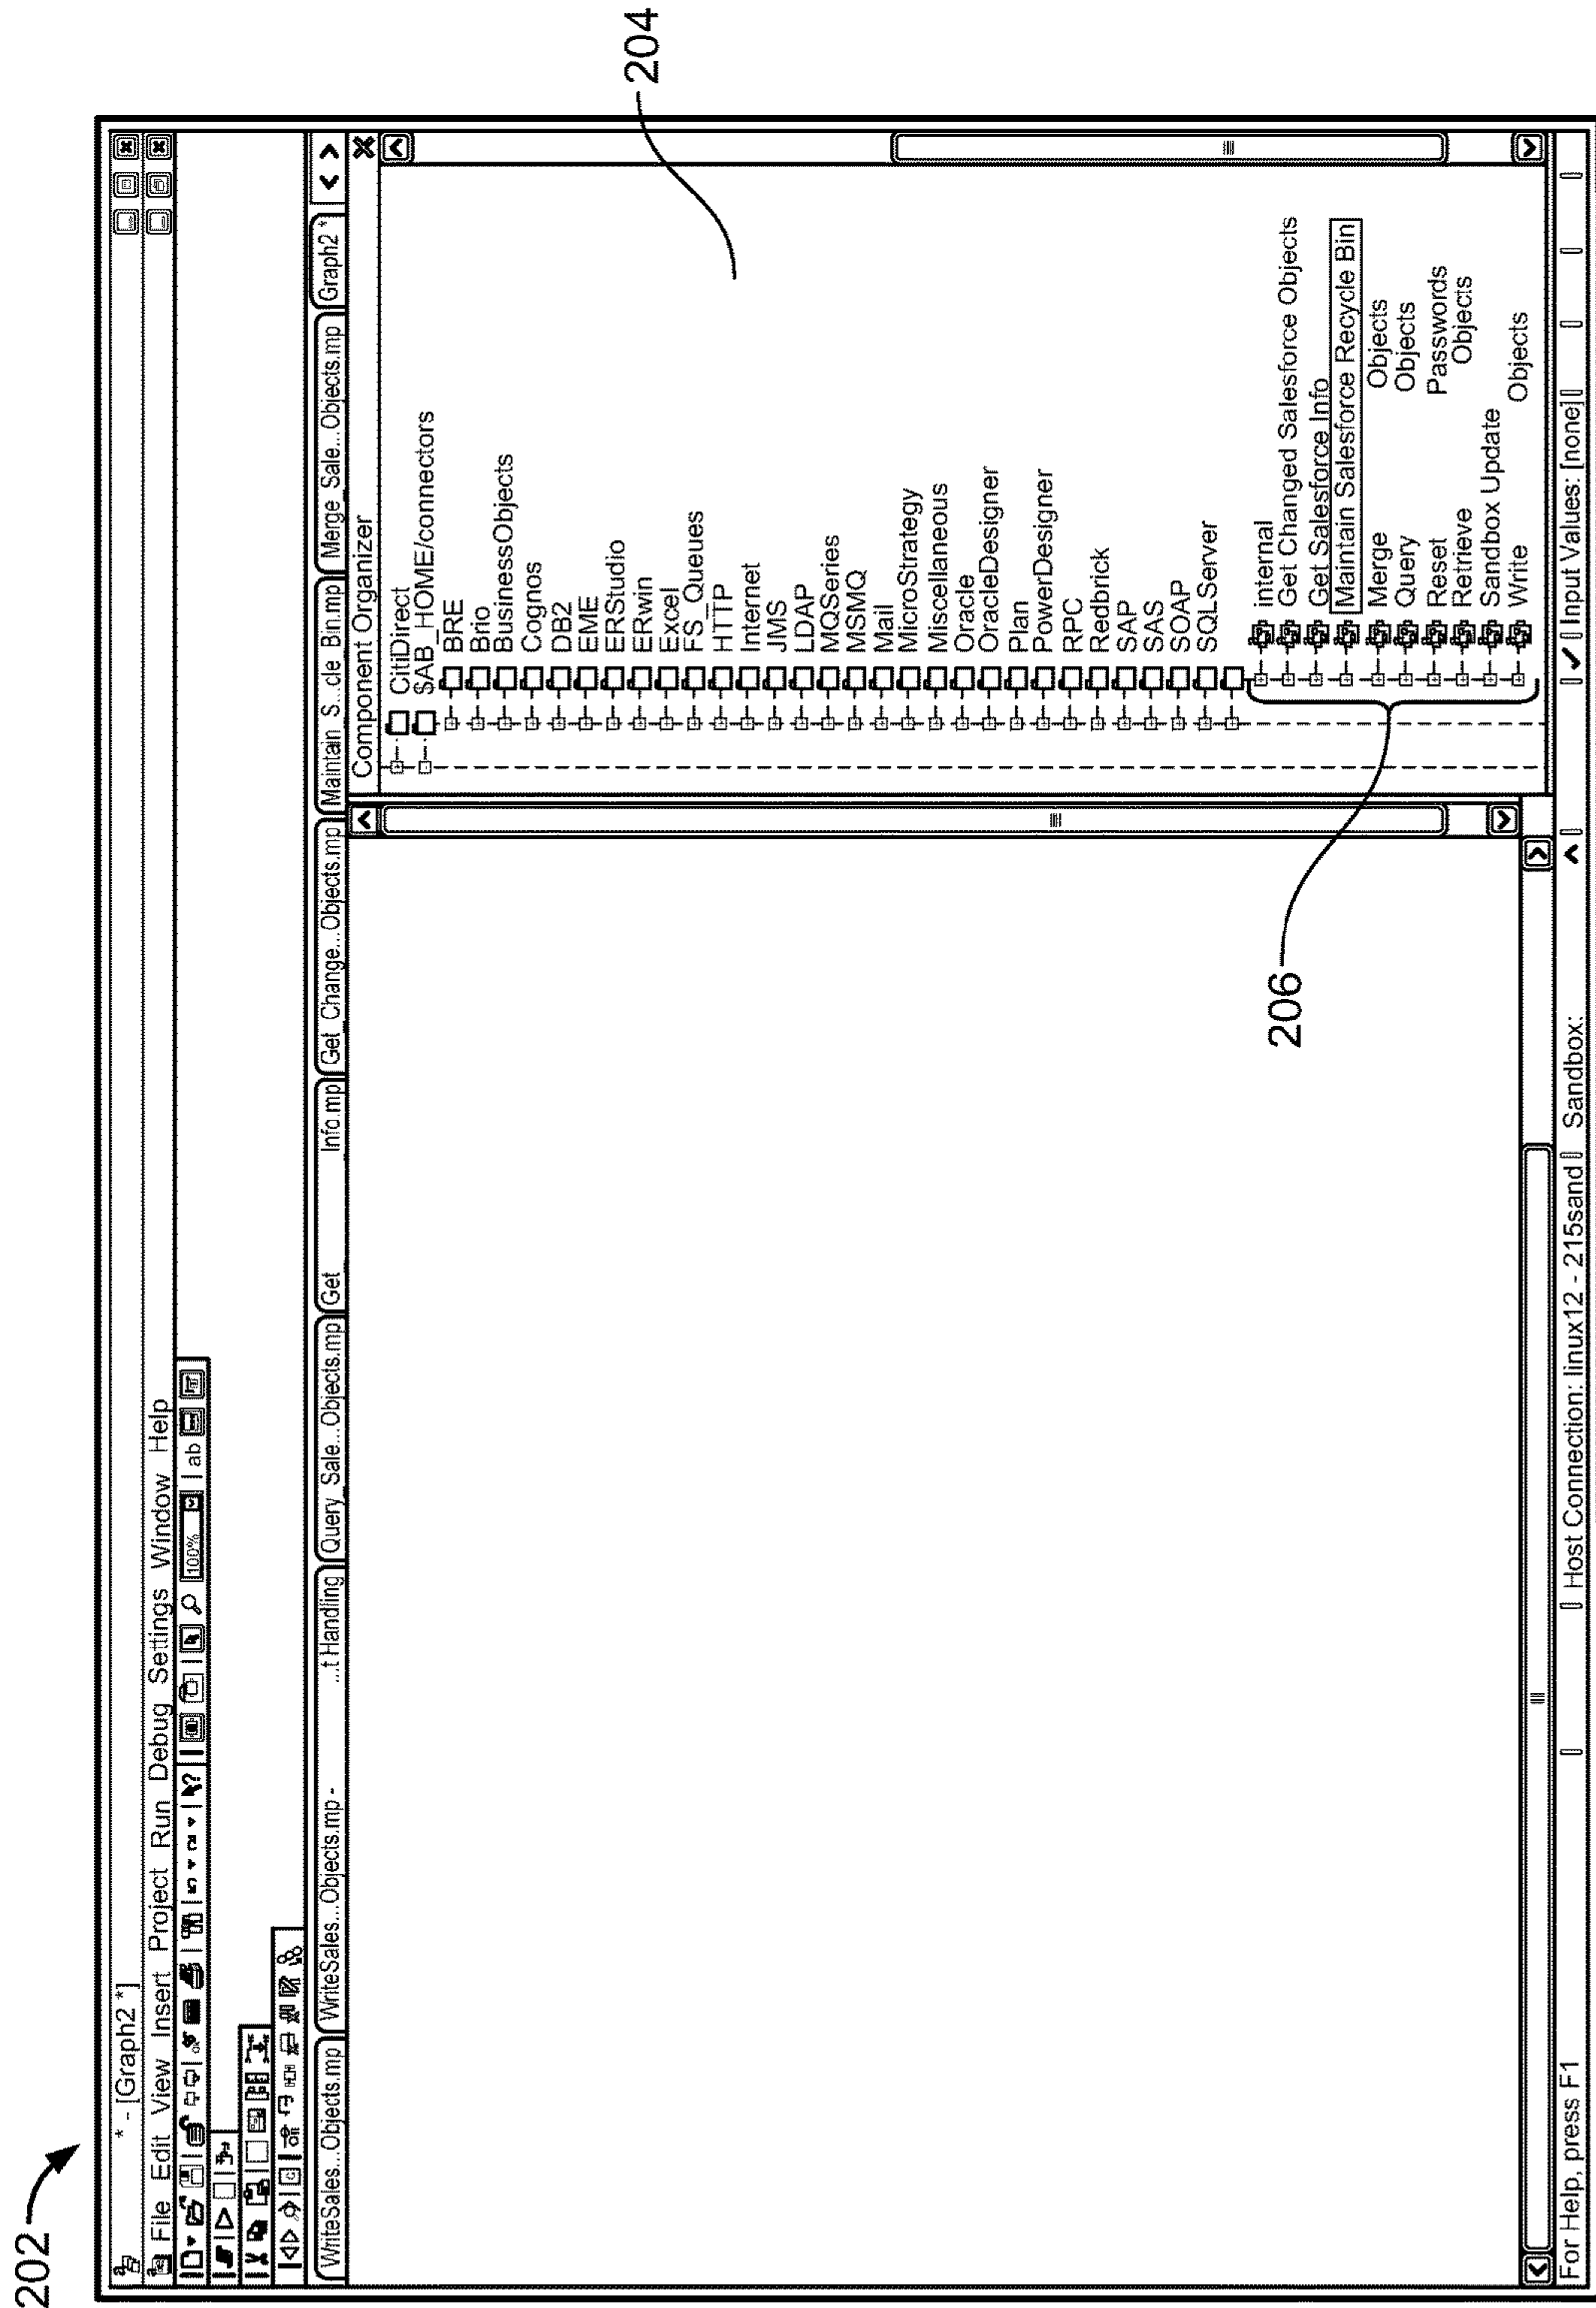 202
* - [Graph2 *]
File Edit View Insert Project Run Debug Settings Window Help
100% ab
WriteSales...Objects.mp WriteSales...Objects.mp - ...t Handling Query_Sale...Objects.mp Get Info.mp Get_Change...Objects.mp Maintain_S...cle Bin.mp Merge_Sale...Objects.mp Graph2 *
Component Organizer
CitiDirect
$AB_HOME/connectors
BRE
Brio
BusinessObjects
Cognos
DB2
EME
ERStudio
ERwin
Excel
FS_Queues
HTTP
Internet
JMS
LDAP
MQSeries
MSMQ
Mail
MicroStrategy
Miscellaneous
Oracle
OracleDesigner
Plan
PowerDesigner
RPC
Redbrick
SAP
SAS
SOAP
SQLServer
internal
Get Changed Salesforce Objects
Get Salesforce Info
Maintain Salesforce Recycle Bin
Merge Objects
Query Objects
Reset Passwords
Retrieve Objects
Sandbox Update
Write Objects
204
206
For Help, press F1 Host Connection: linux12 - 215sand Sandbox: Input Values: [none]